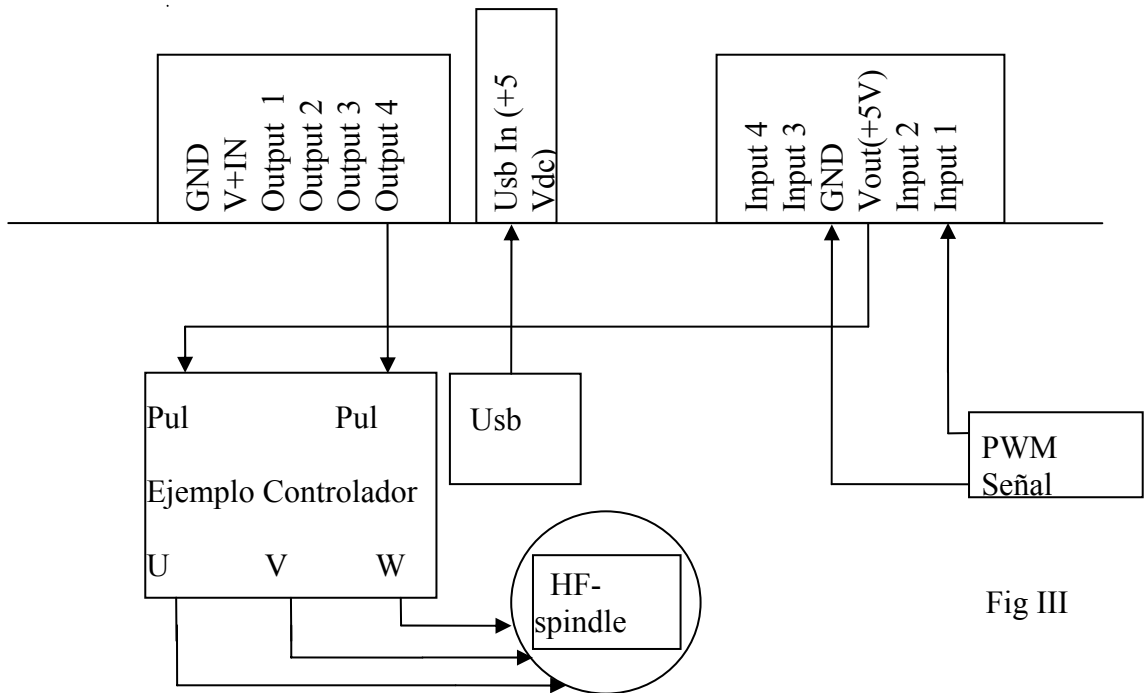 GND
V+IN
Output 1
Output 2
Output 3
Output 4
Usb In (+5
Vdc)
Input 4
Input 3
GND
Vout(+5V)
Input 2
Input 1
Pul
Pul
Ejemplo Controlador
U
V
W
Usb
HF-
spindle
PWM
Señal
Fig III